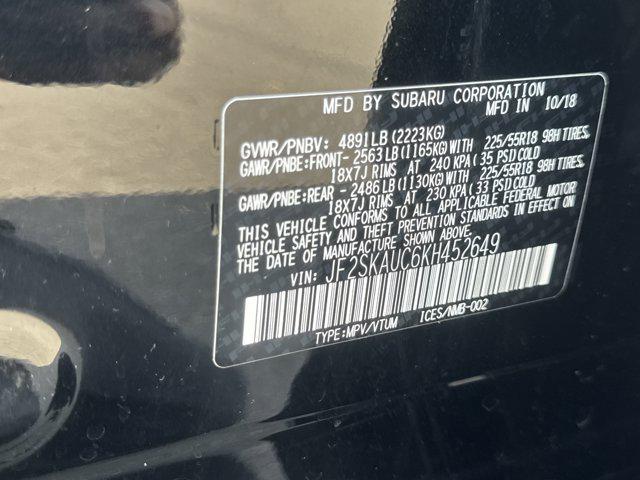 MFD BY SUBARU CORPORATION
MFD IN 10/18
GVWR/PNBV: 4891LB(2223KG)
GAWR/PNBE:FRONT- 2563LB(1165KG)WITH 225/55R18 98H TIRES,
18X7J RIMS AT 240 KPA(35 PSI)COLD
GAWR/PNBE:REAR - 2486LB(1130KG)WITH 225/55R18 98H TIRES,
18X7J RIMS AT 230 KPA(33 PSI)COLD
THIS VEHICLE CONFORMS TO ALL APPLICABLE FEDERAL MOTOR
VEHICLE SAFETY AND THEFT PREVENTION STANDARDS IN EFFECT ON
THE DATE OF MANUFACTURE SHOWN ABOVE.
VIN: JF2SKAUC6KH452649
TYPE:MPV/VTUM ICES/NMB-002